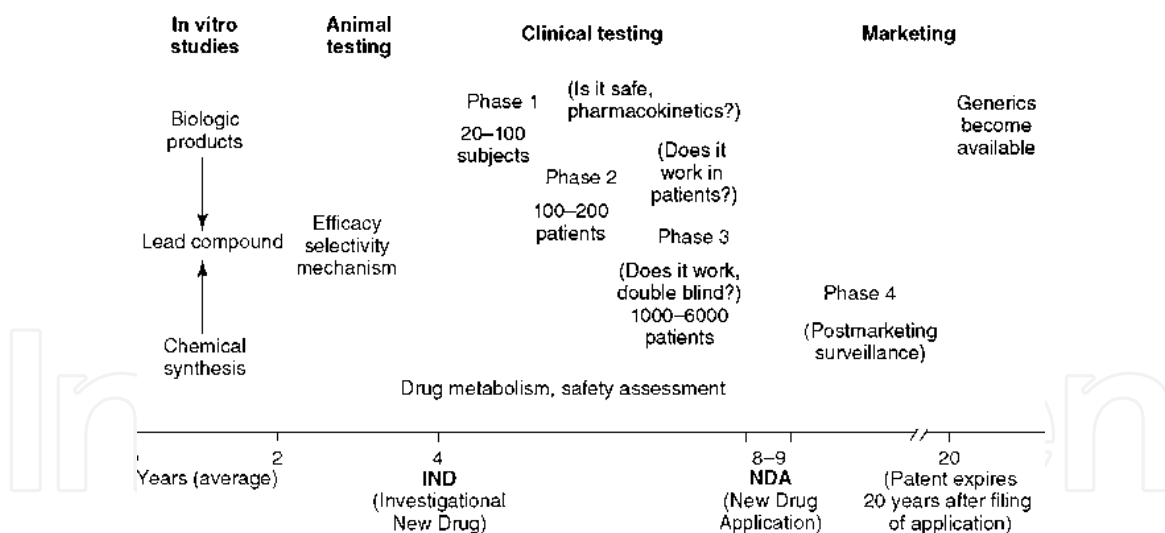 In vitro
studies
Animal
testing
Clinical testing
Marketing
Biologic
products
Lead compound
Chemical
synthesis
Efficacy
selectivity
mechanism
Phase 1
20–100
subjects
(Is it safe,
pharmacokinetics?)
Phase 2
100–200
patients
(Does it
work in
patients?)
Phase 3
(Does it work,
double blind?)
1000–6000
patients
Phase 4
(Postmarketing
surveillance)
Generics
become
available
Drug metabolism, safety assessment
Years (average)
2
4
IND
(Investigational
New Drug)
8–9
NDA
(New Drug
Application)
20
(Patent expires
20 years after filing
of application)